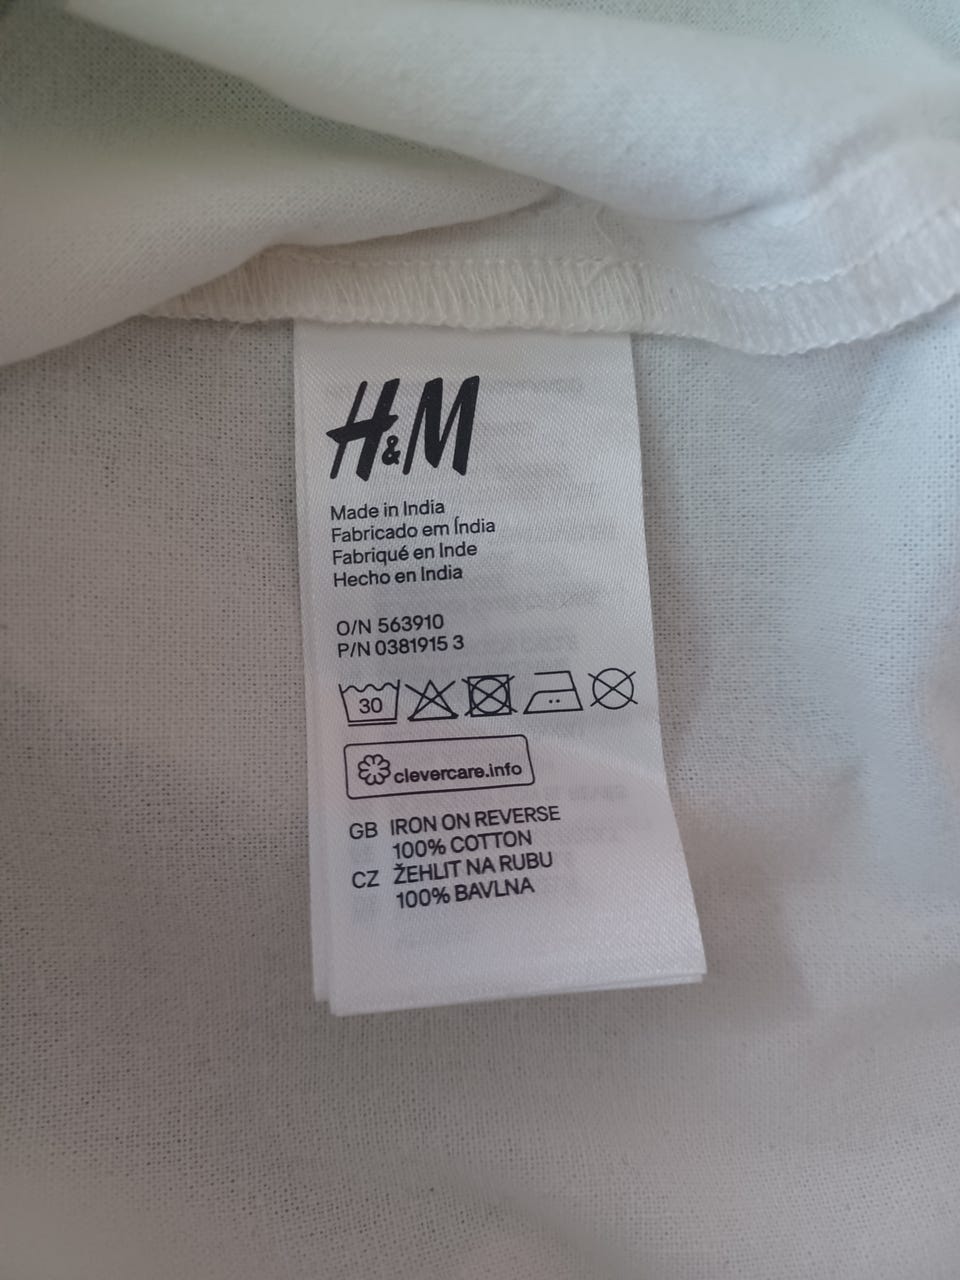 H&M
Made in India
Fabricado em Índia
Fabriqué en Inde
Hecho en India
O/N 563910
P/N 0381915 3
30
clevercare.info
GB IRON ON REVERSE
100% COTTON
CZ ŽEHLIT NA RUBU
100% BAVLNA